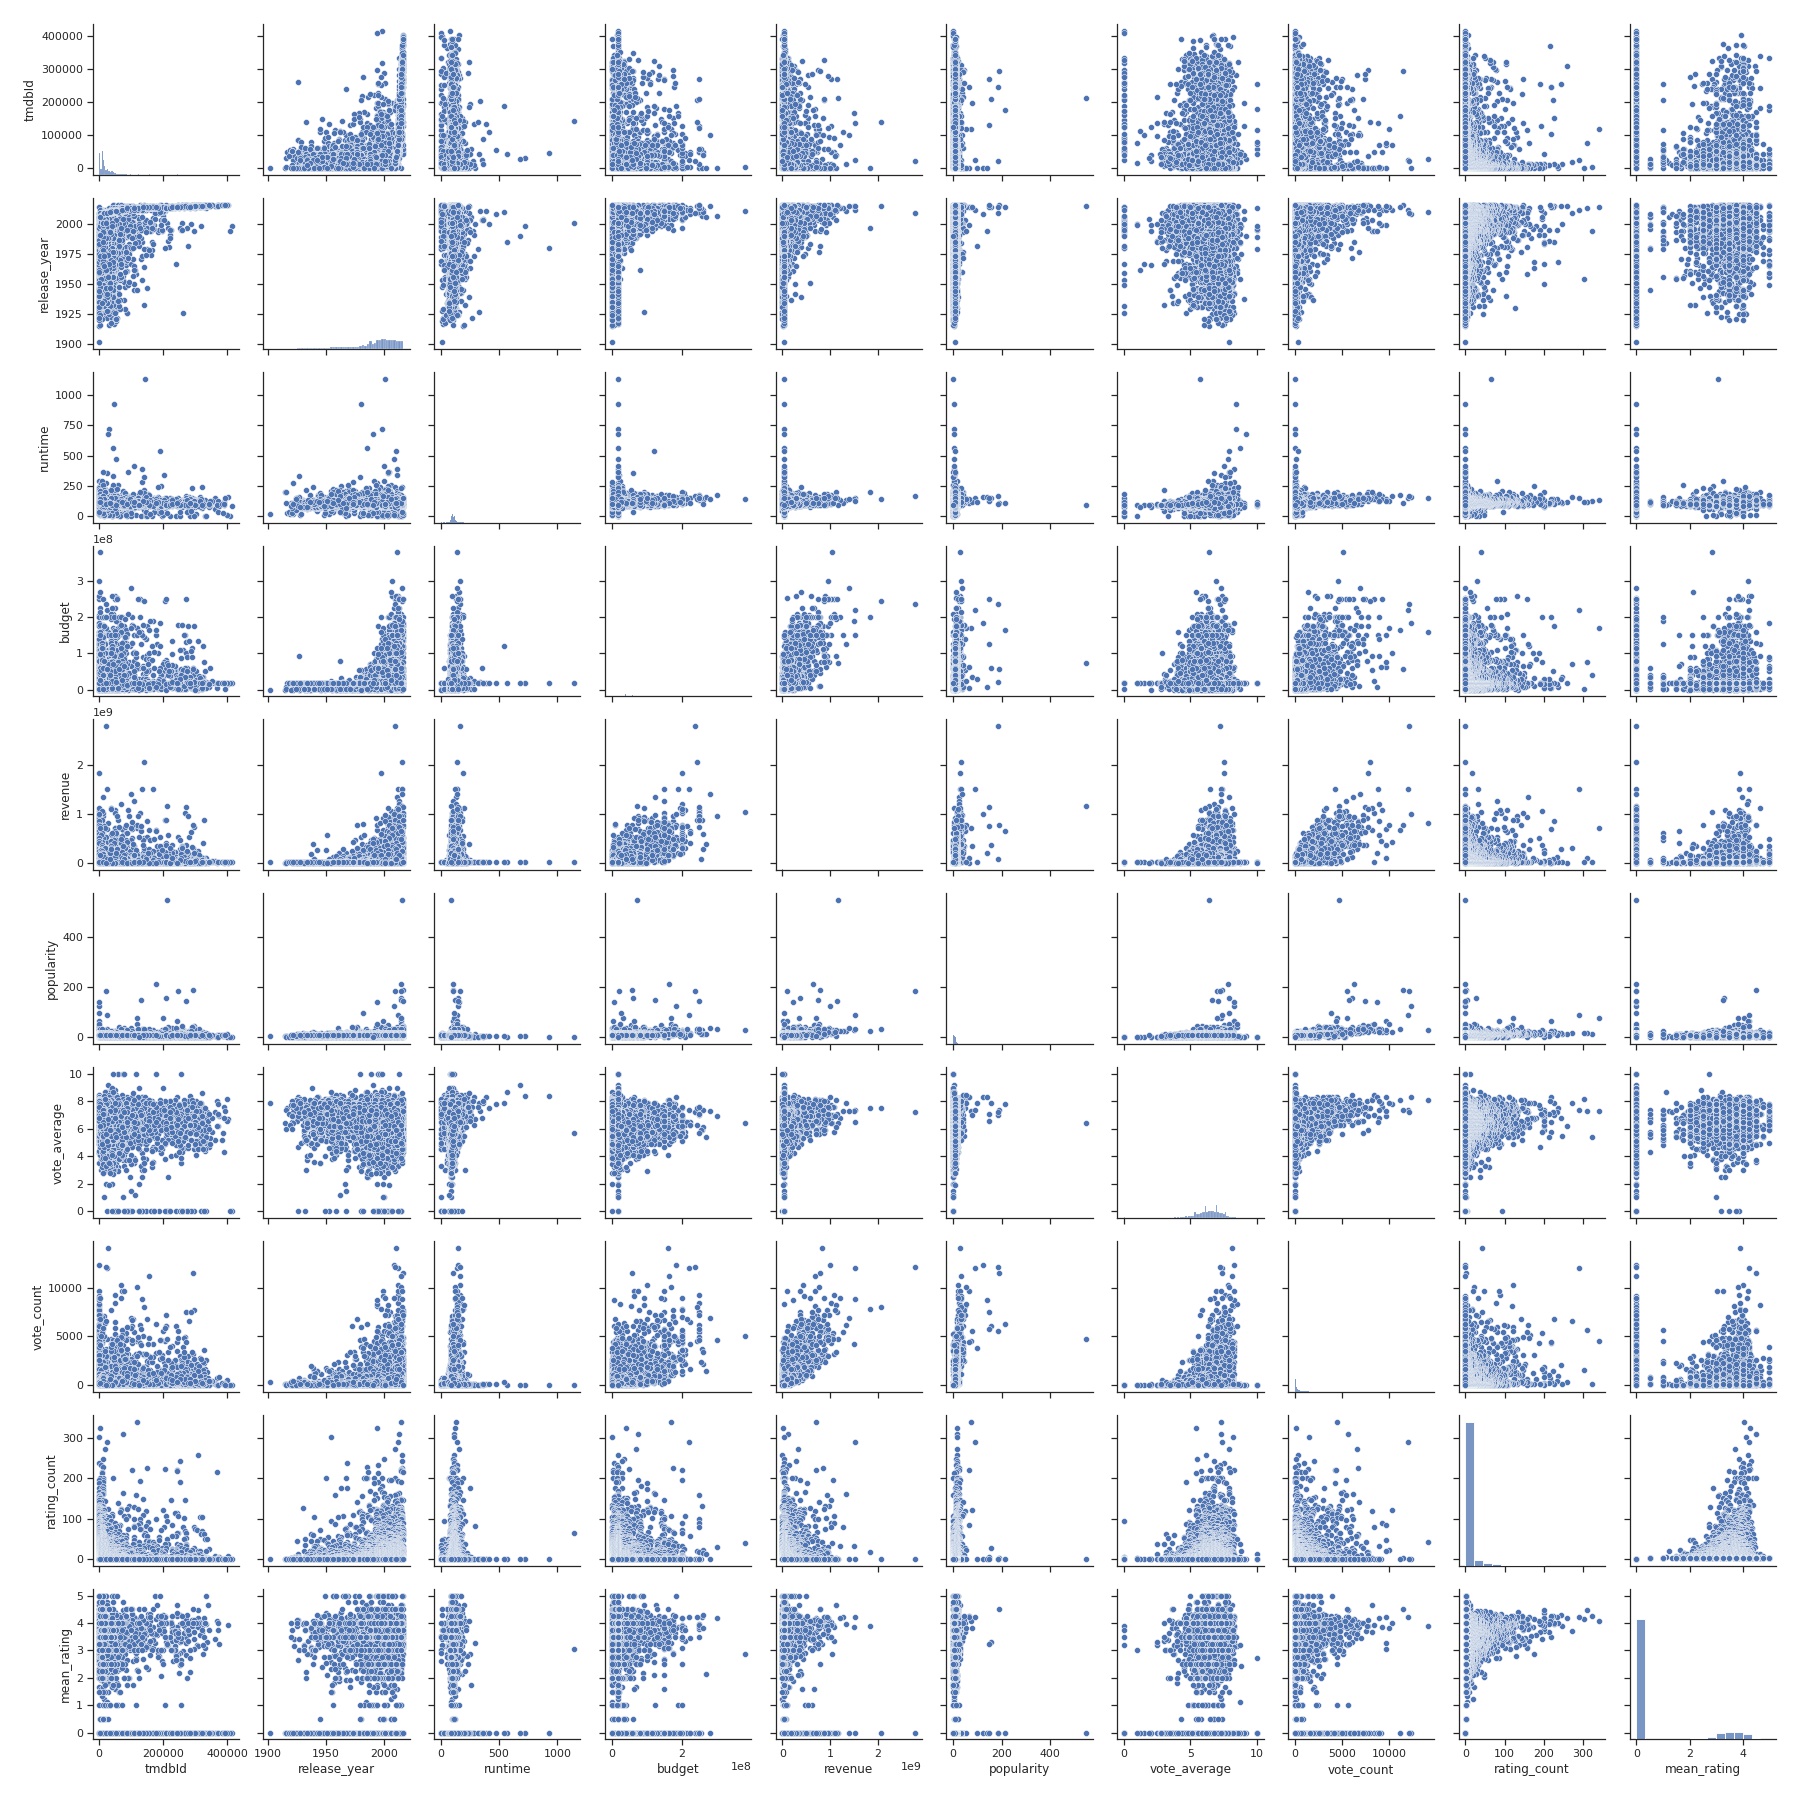 400000
300000
200000
100000
0
tmdbId
2000
1975
1950
1925
1900
release_year
1000
750
500
250
0
runtime
1e8
3
2
1
0
budget
1e9
2
1
0
revenue
400
200
0
popularity
10
8
6
4
2
0
vote_average
10000
5000
0
vote_count
300
200
100
0
rating_count
5
4
3
2
1
0
mean_rating
0 200000 400000 1900 1950 2000 0 500 1000 0 2 0 1 2 0 200 400 0 5 10 0 5000 10000 0 100 200 300 0 2 4
1e8 1e9
tmdbId release_year runtime budget revenue popularity vote_average vote_count rating_count mean_rating